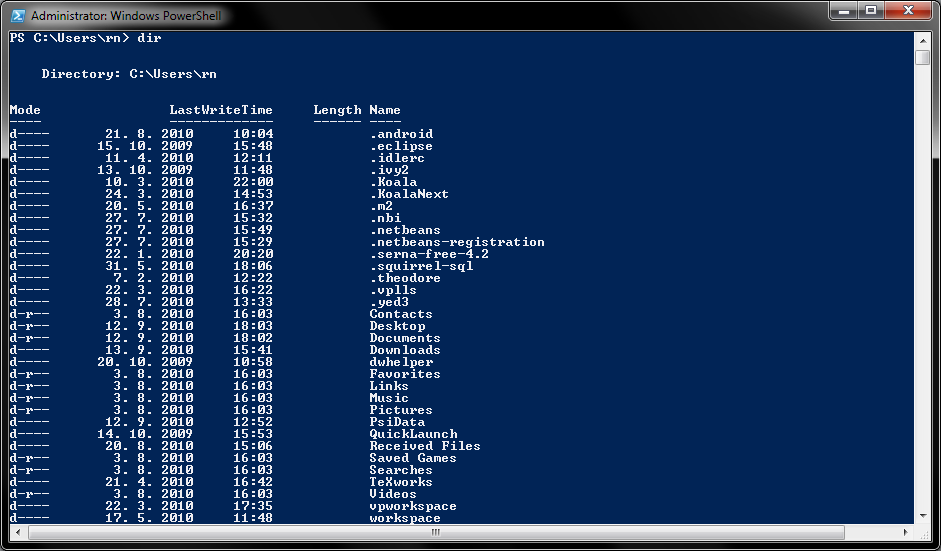 Administrator: Windows PowerShell
PS C:\Users\rn> dir
Directory: C:\Users\rn
Mode LastWriteTime Length Name
---- ------------- ------ ----
d---- 21. 8. 2010 10:04 .android
d---- 15. 10. 2009 15:48 .eclipse
d---- 11. 4. 2010 12:11 .idlerc
d---- 13. 10. 2009 11:48 .ivy2
d---- 10. 3. 2010 22:00 .Koala
d---- 24. 3. 2010 14:53 .KoalaNext
d---- 20. 5. 2010 16:37 .m2
d---- 27. 7. 2010 15:32 .nbi
d---- 27. 7. 2010 15:49 .netbeans
d---- 27. 7. 2010 15:29 .netbeans-registration
d---- 22. 1. 2010 20:20 .serna-free-4.2
d---- 31. 5. 2010 18:06 .squirrel-sql
d---- 7. 2. 2010 12:22 .theodore
d---- 22. 3. 2010 16:22 .vplls
d---- 28. 7. 2010 13:33 .yed3
d-r-- 3. 8. 2010 16:03 Contacts
d-r-- 12. 9. 2010 18:03 Desktop
d-r-- 12. 9. 2010 18:02 Documents
d---- 13. 9. 2010 15:41 Downloads
d---- 20. 10. 2009 10:58 dwhelper
d-r-- 3. 8. 2010 16:03 Favorites
d-r-- 3. 8. 2010 16:03 Links
d-r-- 3. 8. 2010 16:03 Music
d-r-- 3. 8. 2010 16:03 Pictures
d---- 12. 9. 2010 12:52 PsiData
d---- 14. 10. 2009 15:53 QuickLaunch
d---- 20. 8. 2010 15:06 Received Files
d-r-- 3. 8. 2010 16:03 Saved Games
d-r-- 3. 8. 2010 16:03 Searches
d---- 21. 4. 2010 16:42 TeXworks
d-r-- 3. 8. 2010 16:03 Videos
d---- 22. 3. 2010 17:35 vpworkspace
d---- 17. 5. 2010 11:48 workspace